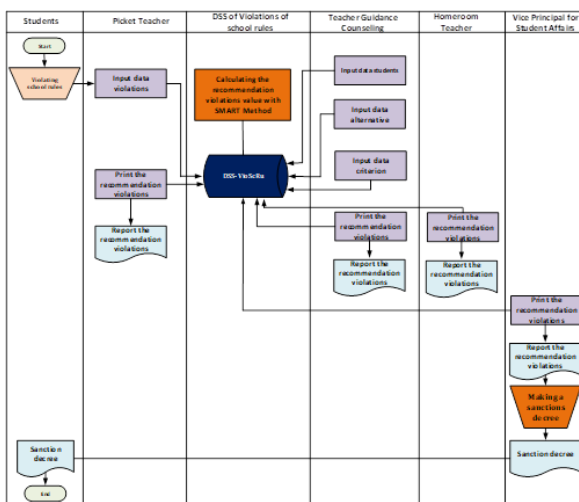 Students
Picket Teacher
DSS of Violations of
school rules
Teacher Guidance
Counseling
Homeroom
Teacher
Vice Principal for
Student Affairs
Start
Violating
school rules
Input data
violations
Calculating the
recommendation
violations value with
SMART Method
Input data students
Input data
alternative
Input data
criterion
DSS-VioScRu
Print the
recommendation
violations
Report the
recommendation
violations
Print the
recommendation
violations
Report the
recommendation
violations
Print the
recommendation
violations
Report the
recommendation
violations
Print the
recommendation
violations
Report the
recommendation
violations
Making a
sanctions
decree
Sanction
decree
Sanction decree
End